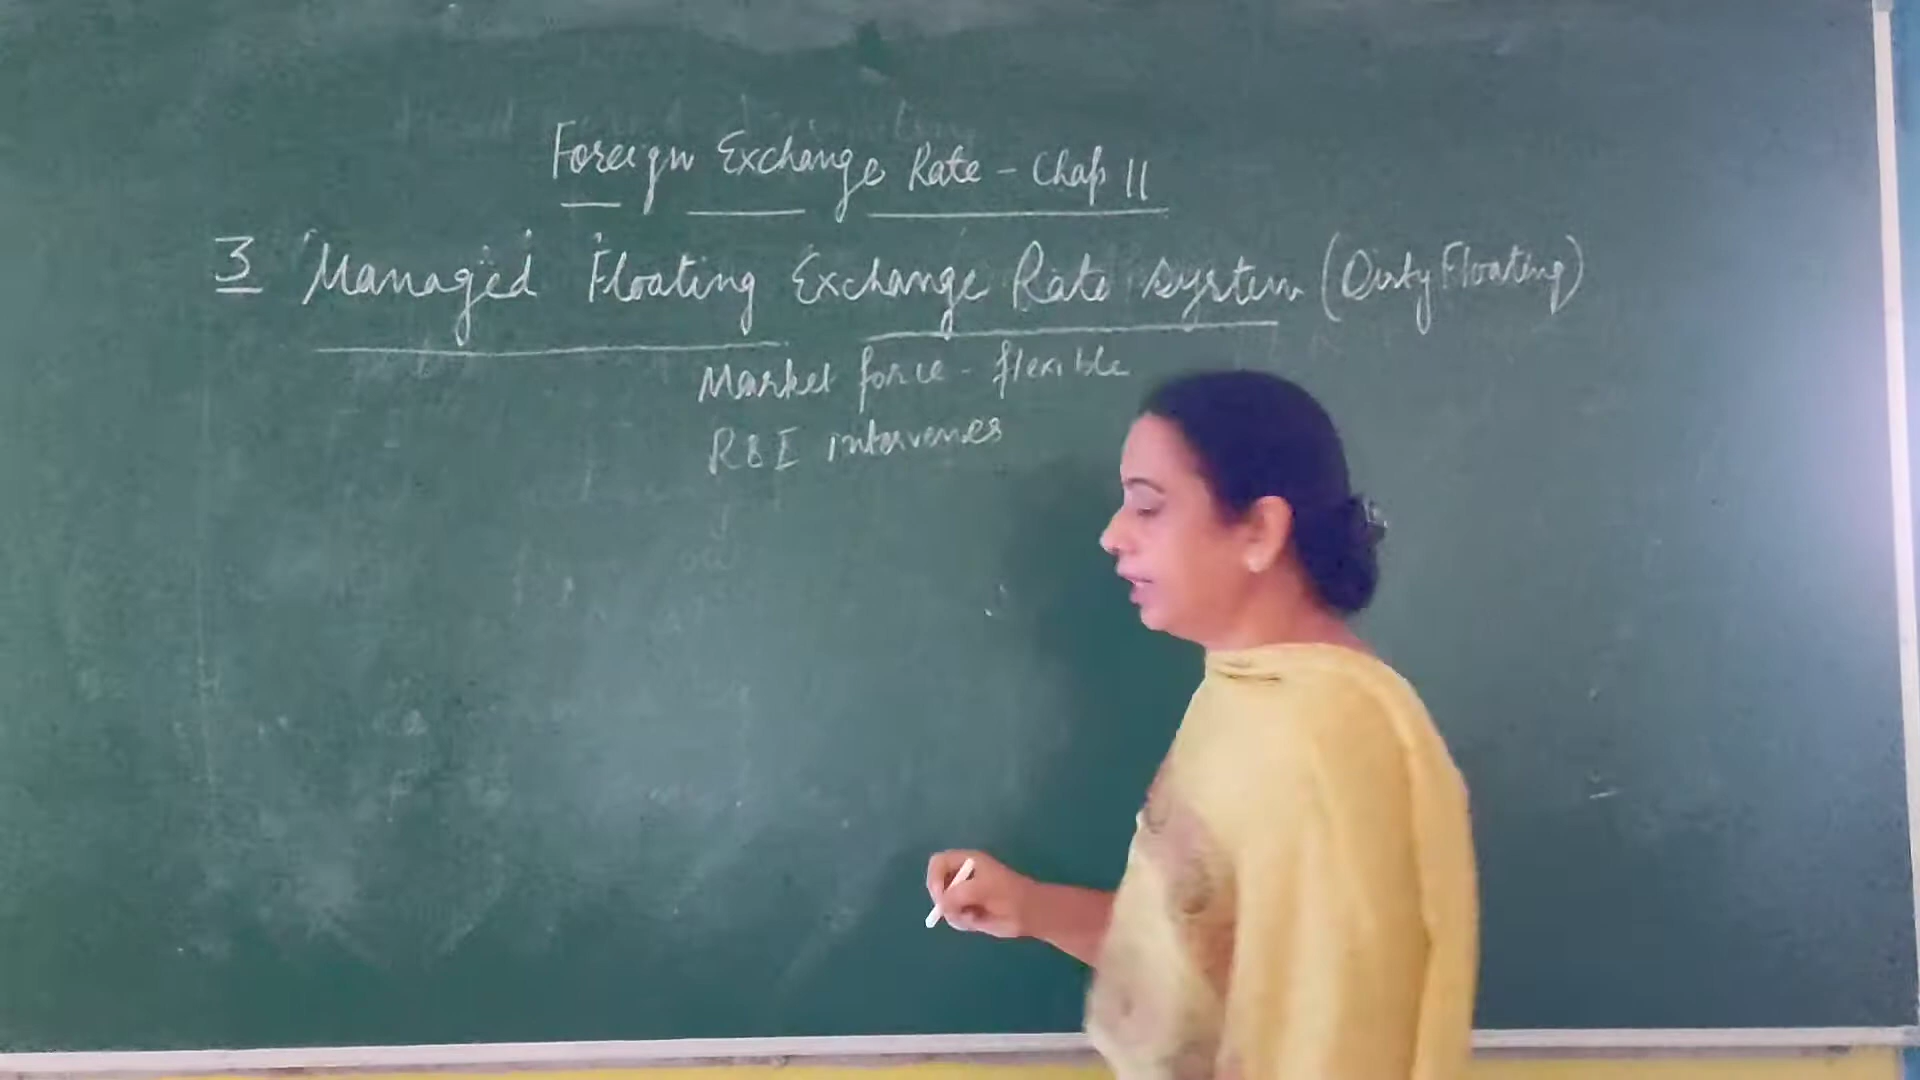 Foreign Exchange Rate - Chap 11
3 Managed Floating Exchange Rate system (Dirty Floating)
Market force - flexible
RBI intervenes